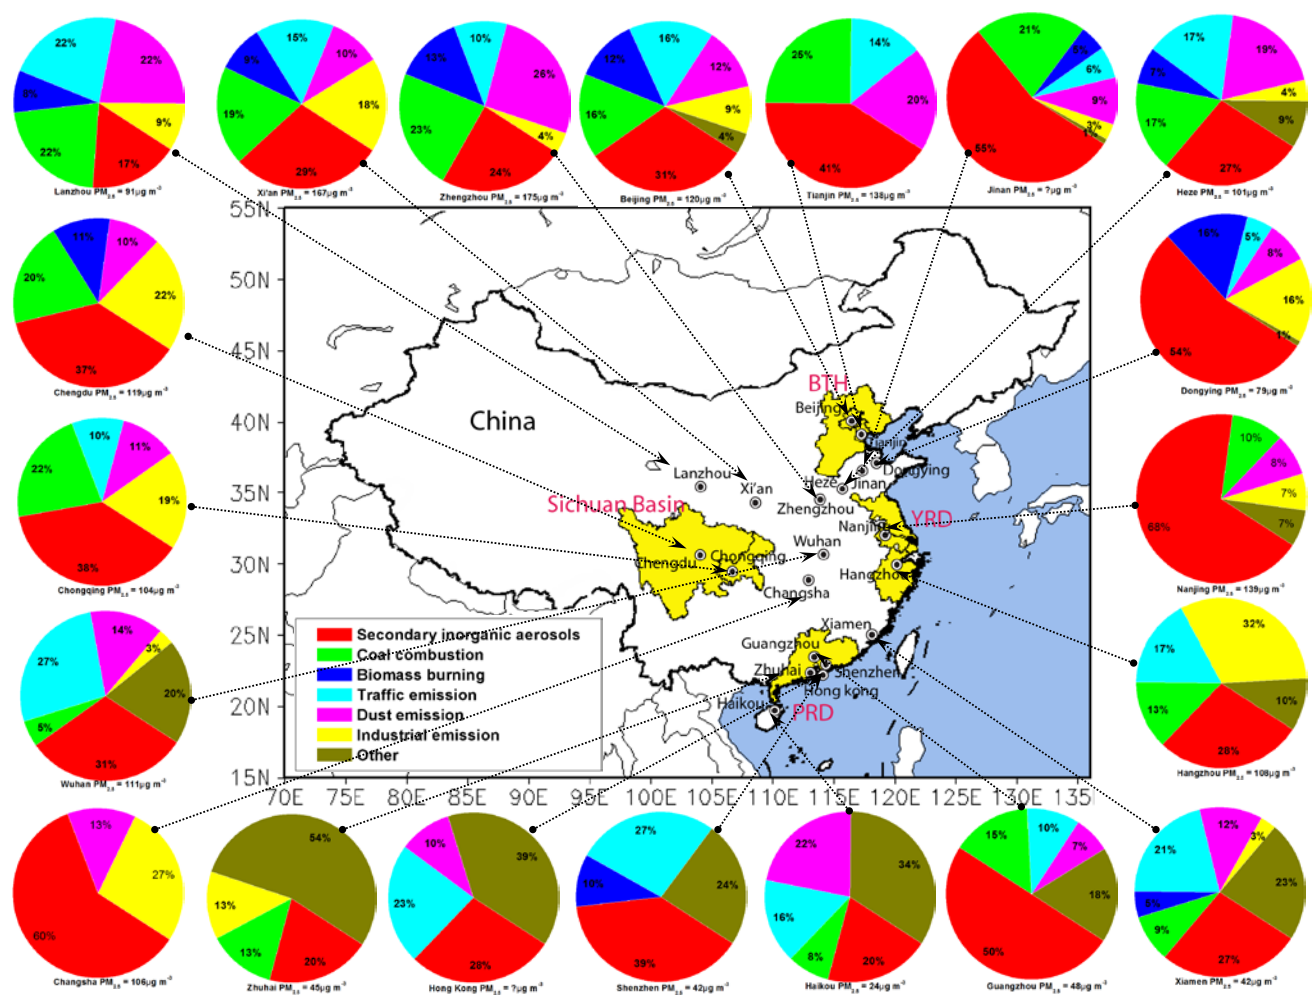 22%
22%
9%
17%
22%
8%
Lanzhou PM2.5 = 91µg m-3
15%
10%
18%
29%
19%
9%
Xi'an PM2.5 = 167µg m-3
10%
26%
4%
24%
23%
Zhengzhou PM2.5 = 175µg m-3
16%
12%
9%
4%
31%
16%
12%
Beijing PM2.5 = 120µg m-3
14%
20%
41%
25%
Tianjin PM2.5 = 138µg m-3
21%
6%
9%
3%
1%
55%
Jinan PM2.5 = ?µg m-3
17%
19%
4%
9%
27%
17%
7%
Heze PM2.5 = 101µg m-3
11%
10%
22%
37%
20%
Chengdu PM2.5 = 119µg m-3
10%
11%
19%
38%
22%
Chongqing PM2.5 = 104µg m-3
27%
14%
3%
20%
31%
5%
Wuhan PM2.5 = 111µg m-3
5%
8%
16%
1%
54%
Dongying PM2.5 = 79µg m-3
10%
8%
7%
7%
68%
Nanjing PM2.5 = 139µg m-3
32%
10%
28%
13%
17%
Hangzhou PM2.5 = 108µg m-3
55N
50N
45N
40N
35N
30N
25N
20N
15N
70E 75E 80E 85E 90E 95E 100E 105E 110E 115E 120E 125E 130E 135
China
BTH
Beijing
Tianjin
Dongying
Lanzhou
Xi'an
Heze
Jinan
Zhengzhou
Sichuan Basin
YRD
Nanjing
Wuhan
Chengdu
Chongqing
Hangzhou
Changsha
Xiamen
Guangzhou
Zhuhai
Shenzhen
Hong kong
Haikou
PRD
Secondary inorganic aerosols
Coal combustion
Biomass burning
Traffic emission
Dust emission
Industrial emission
Other
13%
27%
60%
Changsha PM2.5 = 106µg m-3
54%
13%
13%
20%
Zhuhai PM2.5 = 45µg m-3
10%
39%
23%
28%
Hong Kong PM2.5 = ?µg m-3
27%
24%
10%
39%
Shenzhen PM2.5 = 42µg m-3
22%
34%
16%
8%
20%
Haikou PM2.5 = 24µg m-3
15%
10%
7%
18%
50%
Guangzhou PM2.5 = 48µg m-3
21%
12%
3%
23%
9%
27%
Xiamen PM2.5 = 42µg m-3